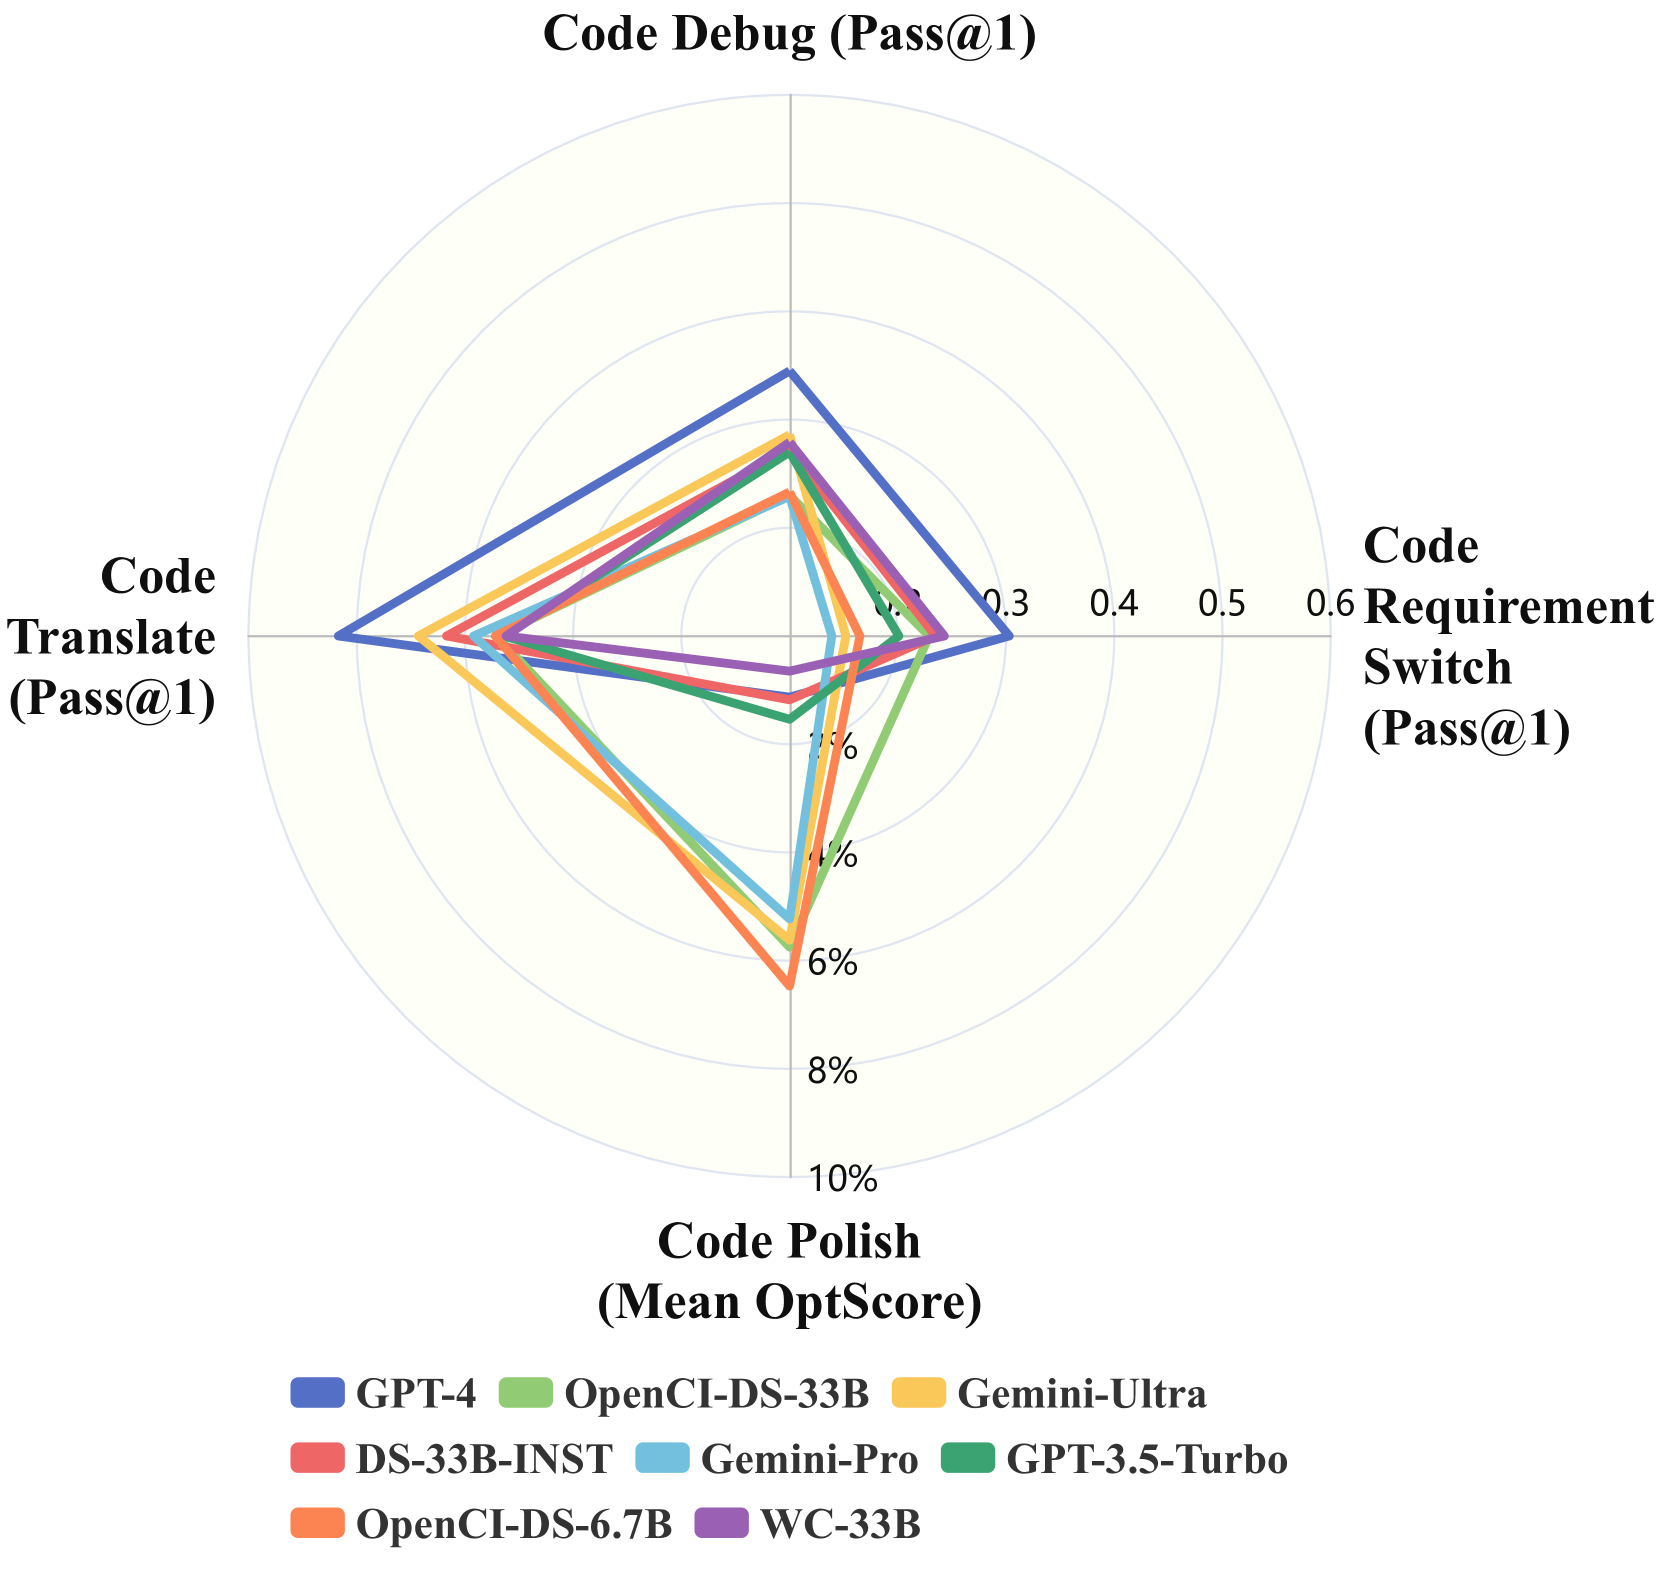 Code Debug (Pass@1)
Code
Translate
(Pass@1)
0.3 0.4 0.5 0.6
Code
Requirement
Switch
(Pass@1)
4%
6%
8%
10%
Code Polish
(Mean OptScore)
GPT-4 OpenCI-DS-33B Gemini-Ultra
DS-33B-INST Gemini-Pro GPT-3.5-Turbo
OpenCI-DS-6.7B WC-33B